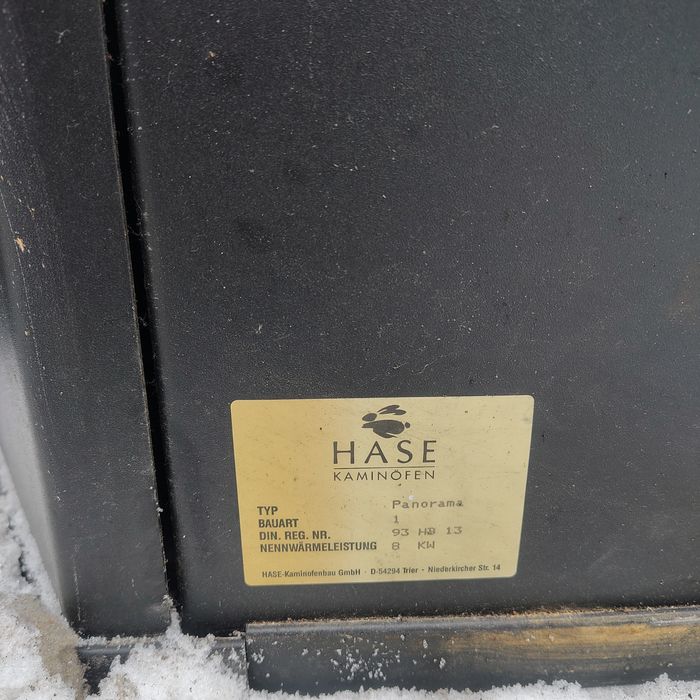 HASE
KAMINÖFEN
TYP Panorama
BAUART 1
DIN. REG. NR. 93 HB 13
NENNWÄRMELEISTUNG 8 KW
HASE-Kaminofenbau GmbH · D-54294 Trier · Niederkircher Str. 14